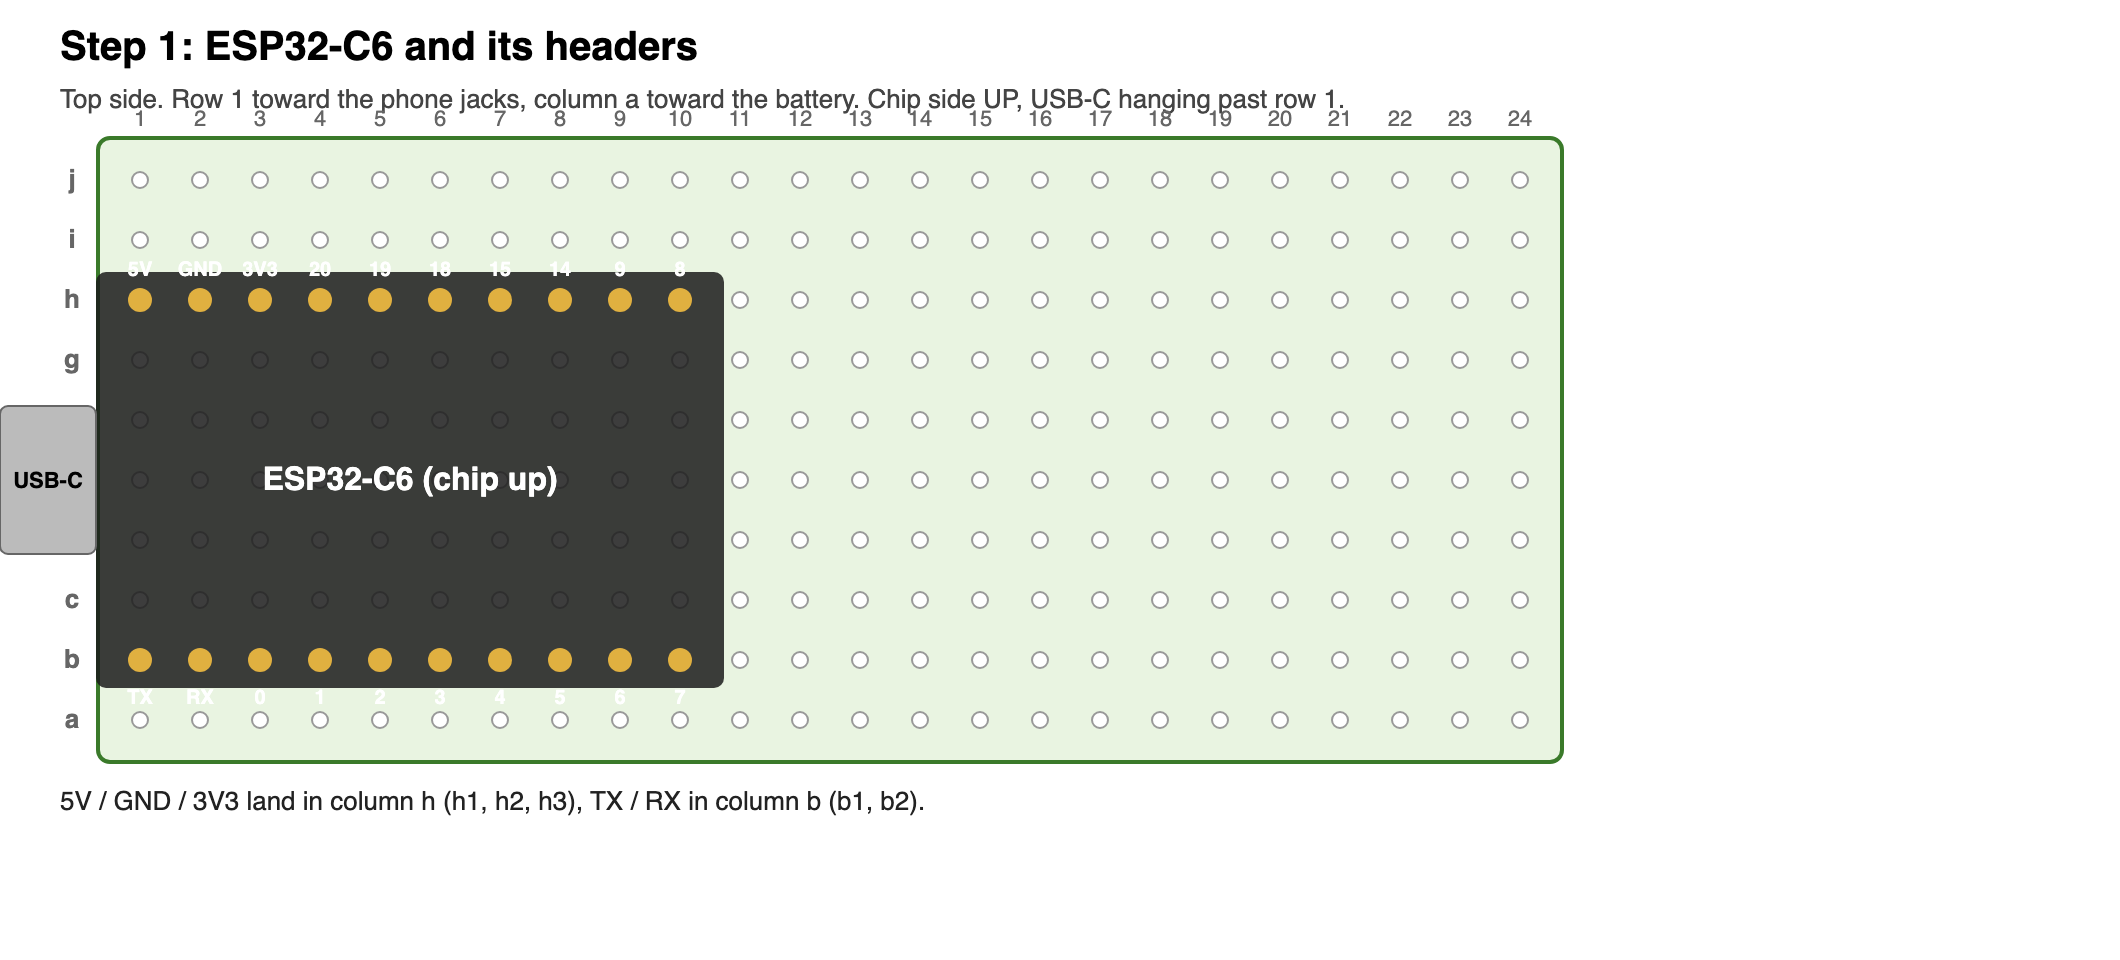 Step 1: ESP32-C6 and its headers
Top side. Row 1 toward the phone jacks, column a toward the battery. Chip side UP, USB-C hanging past row 1.
1 2 3 4 5 6 7 8 9 10 11 12 13 14 15 16 17 18 19 20 21 22 23 24
j
i
5V GND 3V3 20 19 18 15 14 9 8
h
g
USB-C ESP32-C6 (chip up)
c
b
TX RX 0 1 2 3 4 5 6 7
a
5V / GND / 3V3 land in column h (h1, h2, h3), TX / RX in column b (b1, b2).